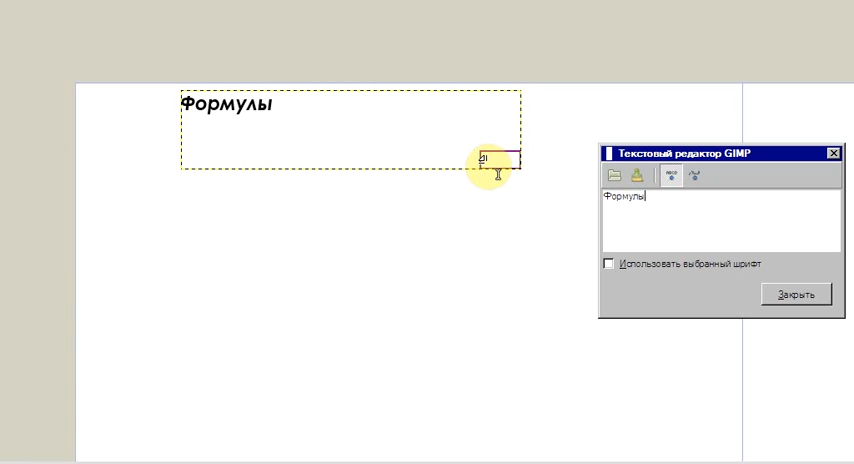 Формулы
Текстовый редактор GIMP
Формулы
Использовать выбранный шрифт
Закрыть